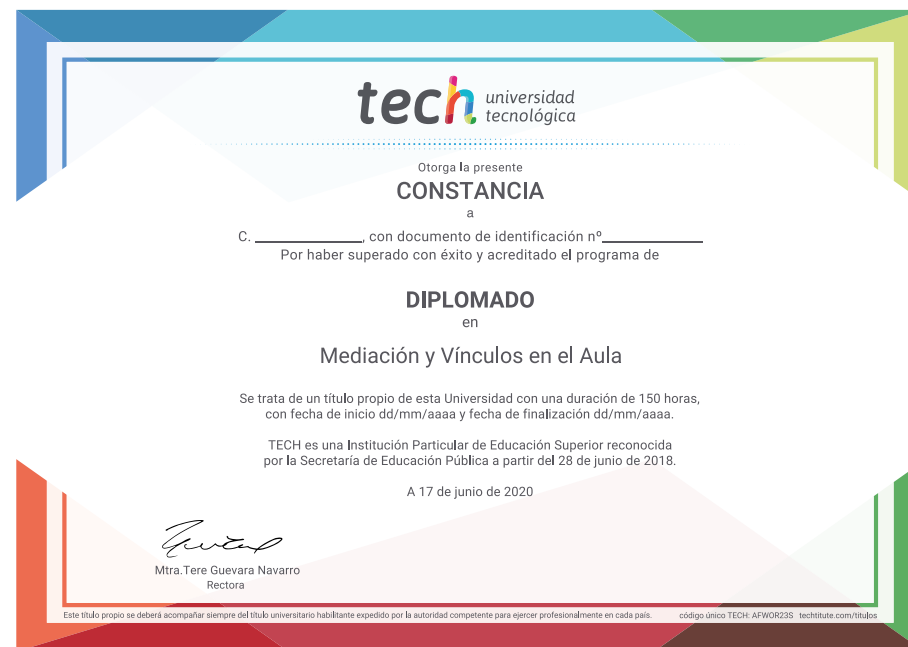 tech universidad
tecnológica
Otorga la presente
CONSTANCIA
a
C. ______________, con documento de identificación nº______________
Por haber superado con éxito y acreditado el programa de
DIPLOMADO
en
Mediación y Vínculos en el Aula
Se trata de un título propio de esta Universidad con una duración de 150 horas,
con fecha de inicio dd/mm/aaaa y fecha de finalización dd/mm/aaaa.
TECH es una Institución Particular de Educación Superior reconocida
por la Secretaría de Educación Pública a partir del 28 de junio de 2018.
A 17 de junio de 2020
Mtra.Tere Guevara Navarro
Rectora
Este título propio se deberá acompañar siempre del título universitario habilitante expedido por la autoridad competente para ejercer profesionalmente en cada país. código único TECH: AFWOR23S techtitute.com/titulos